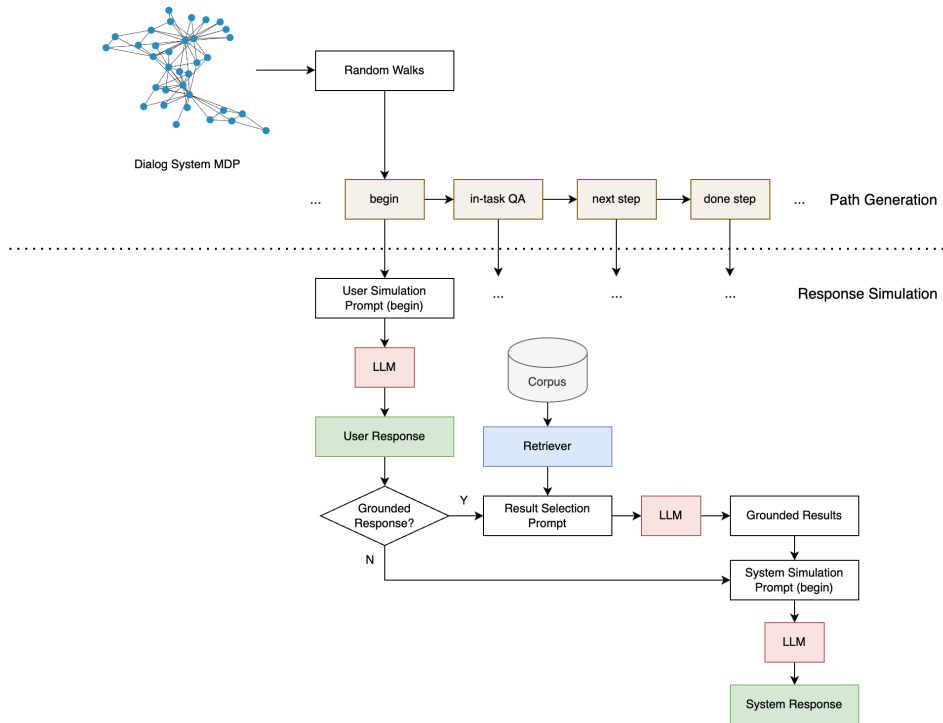 Random Walks
Dialog System MDP
...
begin
in-task QA
next step
done step
...
Path Generation
User Simulation
Prompt (begin)
...
...
...
Response Simulation
LLM
Corpus
User Response
Retriever
Grounded
Response?
Y
Result Selection
Prompt
LLM
Grounded Results
N
System Simulation
Prompt (begin)
LLM
System Response